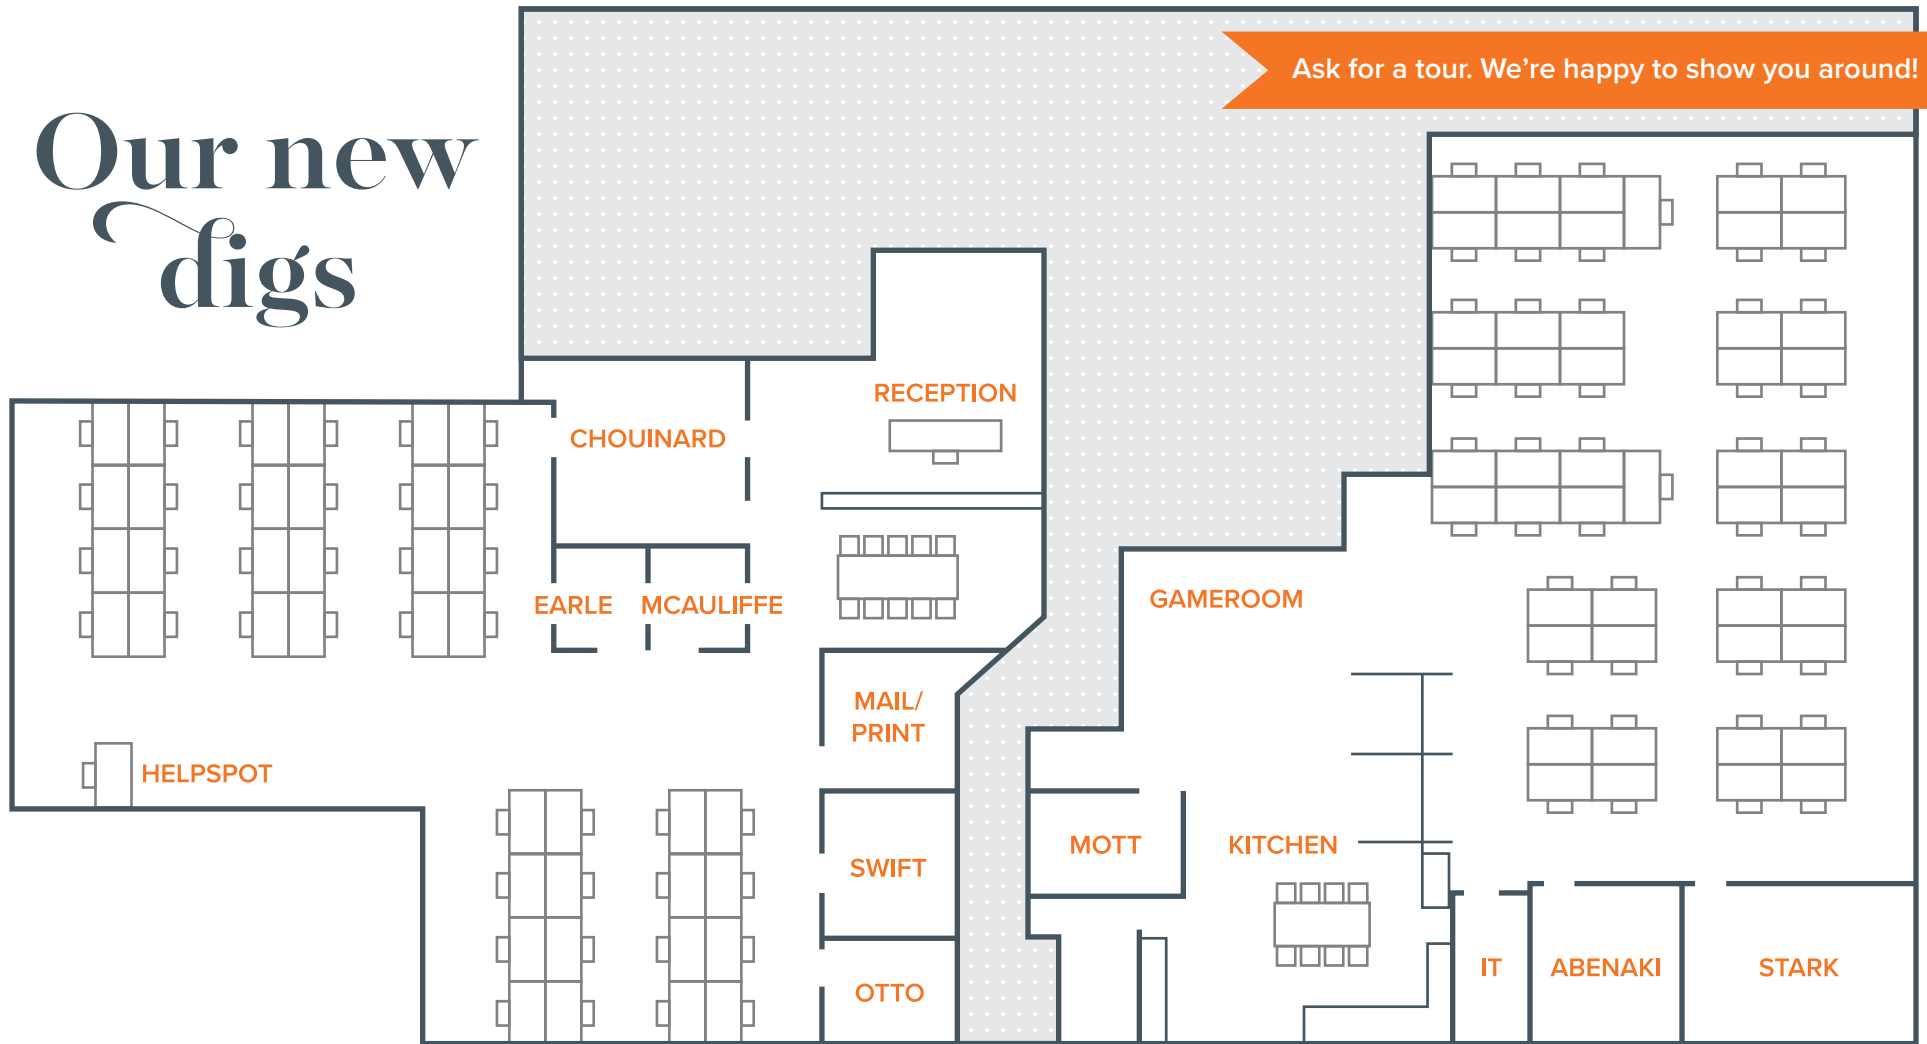 Our new
digs
Ask for a tour. We’re happy to show you around!
RECEPTION
CHOUINARD
EARLE
MCAULIFFE
GAMEROOM
MAIL/
PRINT
HELPSPOT
SWIFT
MOTT
KITCHEN
OTTO
IT
ABENAKI
STARK